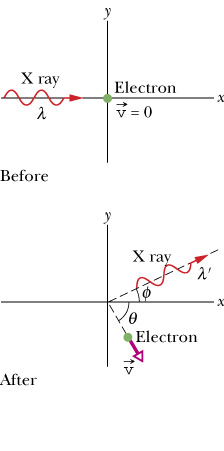 y
X ray
Electron
x
λ
v⃗ = 0
Before
y
X ray
λ′
ϕ
x
θ
Electron
v⃗
After